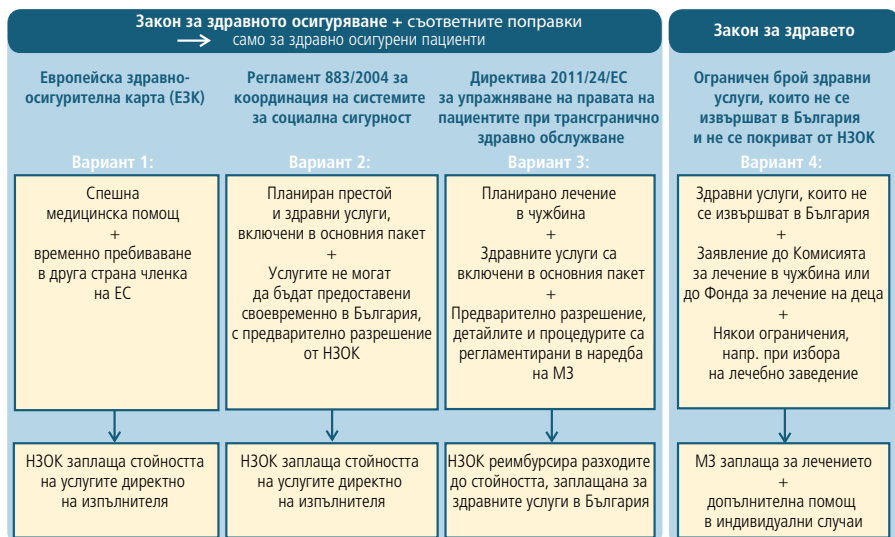 Закон за здравното осигуряване + съответните поправки
само за здравно осигурени пациенти
Закон за здравето
Европейска здравно-
осигурителна карта (ЕЗК)
Регламент 883/2004 за
координация на системите
за социална сигурност
Директива 2011/24/ЕС
за упражняване на правата на
пациентите при трансгранично
здравно обслужване
Ограничен брой здравни
услуги, които не се
извършват в България
и не се покриват от НЗОК
Вариант 1:
Вариант 2:
Вариант 3:
Вариант 4:
Спешна
медицинска помощ
+
временно пребиваване
в друга страна членка
на ЕС
Планиран престой
и здравни услуги,
включени в основния пакет
+
Услугите не могат
да бъдат предоставени
своевременно в България,
с предварително разрешение
от НЗОК
Планирано лечение
в чужбина
+
Здравните услуги са
включени в основния пакет
+
Предварително разрешение,
детайлите и процедурите са
регламентирани в наредба
на МЗ
Здравни услуги, които не
се извършват в България
+
Заявление до Комисията
за лечение в чужбина или
до Фонда за лечение на деца
+
Някои ограничения,
напр. при избора
на лечебно заведение
НЗОК заплаща стойността
на услугите директно
на изпълнителя
НЗОК заплаща стойността
на услугите директно
на изпълнителя
НЗОК реимбурсира разходите
до стойността, заплащана за
здравните услуги в България
МЗ заплаща за лечението
+
допълнителна помощ
в индивидуални случаи